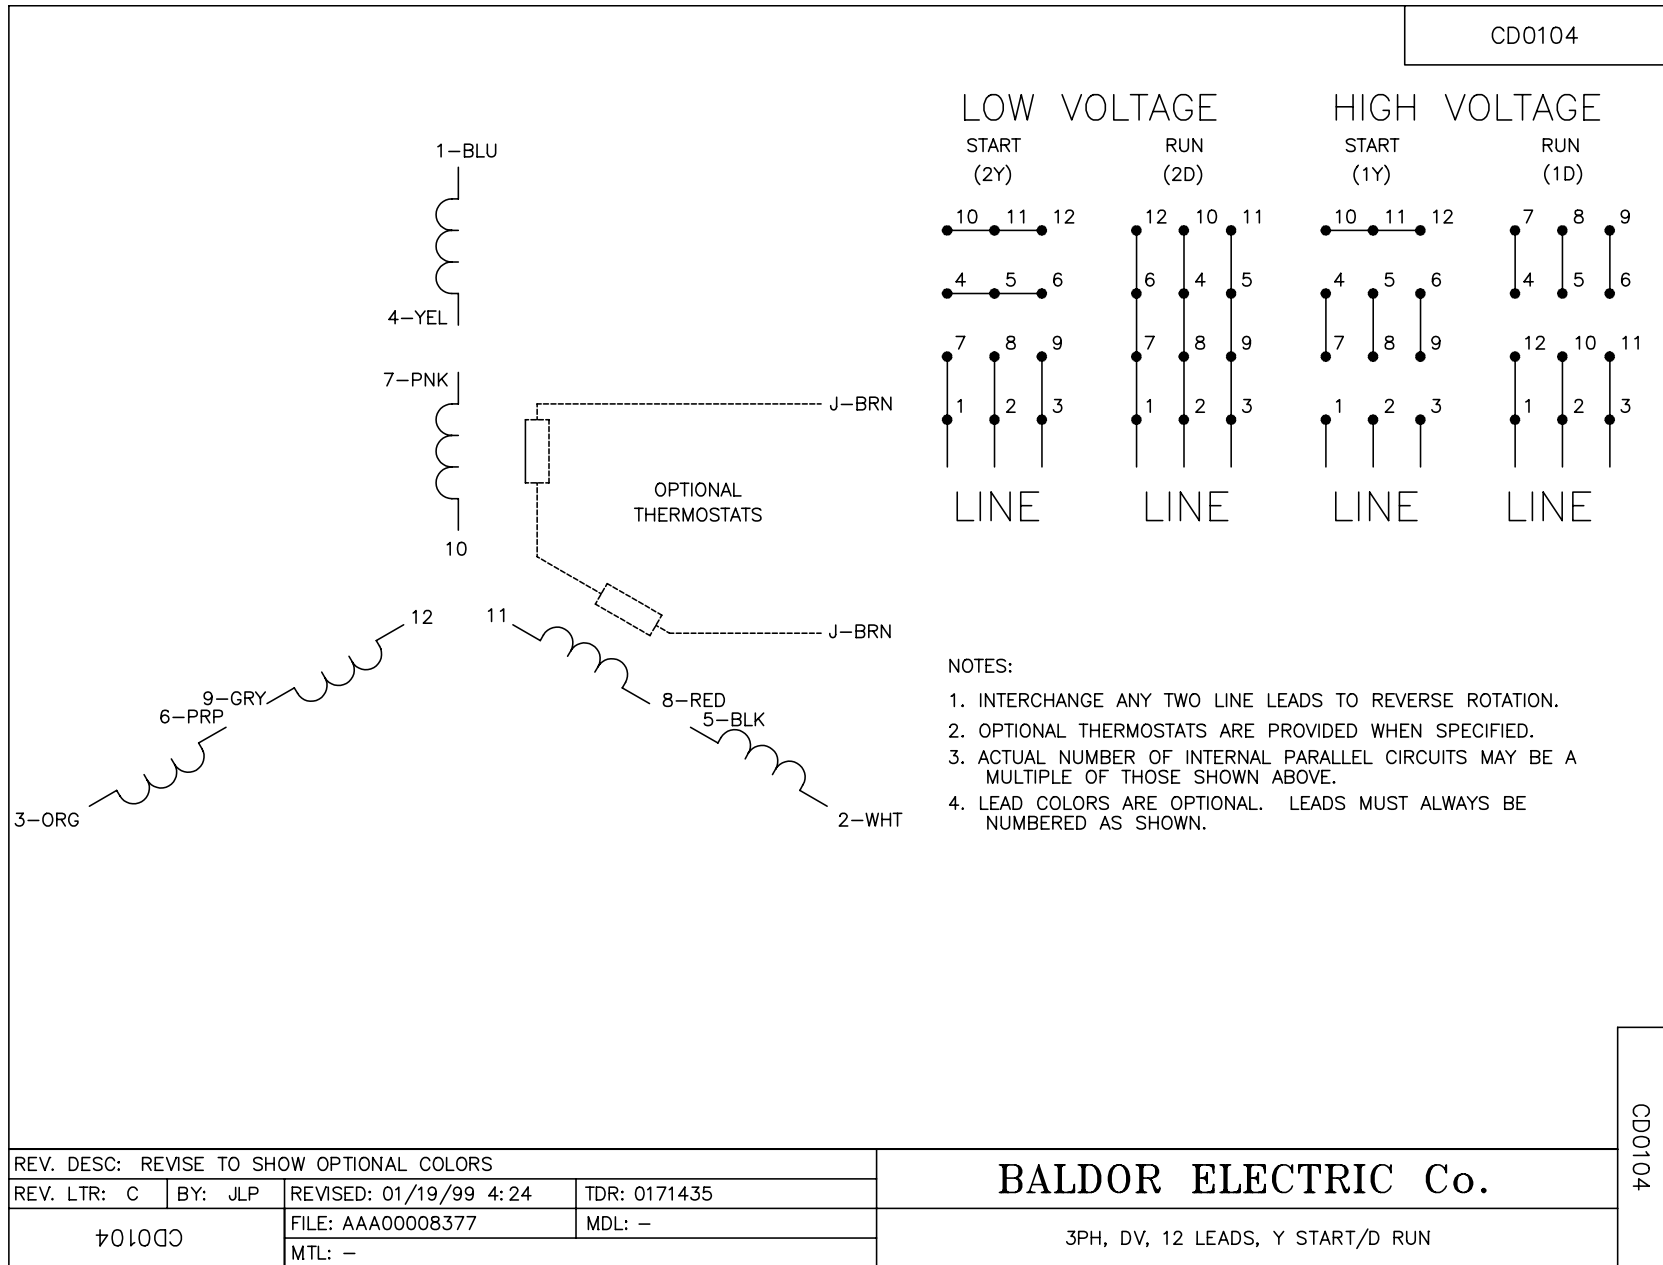 CD0104
LOW VOLTAGE HIGH VOLTAGE
START RUN START RUN
(2Y) (2D) (1Y) (1D)
10 11 12 12 10 11 10 11 12 7 8 9
4 5 6 6 4 5 4 5 6 4 5 6
7 8 9 7 8 9 7 8 9 12 10 11
1 2 3 1 2 3 1 2 3 1 2 3
LINE LINE LINE LINE
1-BLU
4-YEL
7-PNK
10
J-BRN
OPTIONAL
THERMOSTATS
J-BRN
12 11
9-GRY
6-PRP
3-ORG
8-RED
5-BLK
2-WHT
NOTES:
1. INTERCHANGE ANY TWO LINE LEADS TO REVERSE ROTATION.
2. OPTIONAL THERMOSTATS ARE PROVIDED WHEN SPECIFIED.
3. ACTUAL NUMBER OF INTERNAL PARALLEL CIRCUITS MAY BE A
MULTIPLE OF THOSE SHOWN ABOVE.
4. LEAD COLORS ARE OPTIONAL. LEADS MUST ALWAYS BE
NUMBERED AS SHOWN.
CD0104
REV. DESC: REVISE TO SHOW OPTIONAL COLORS
REV. LTR: C BY: JLP REVISED: 01/19/99 4:24 TDR: 0171435
CD0104
FILE: AAA00008377 MDL: -
MTL: -
BALDOR ELECTRIC Co.
3PH, DV, 12 LEADS, Y START/D RUN